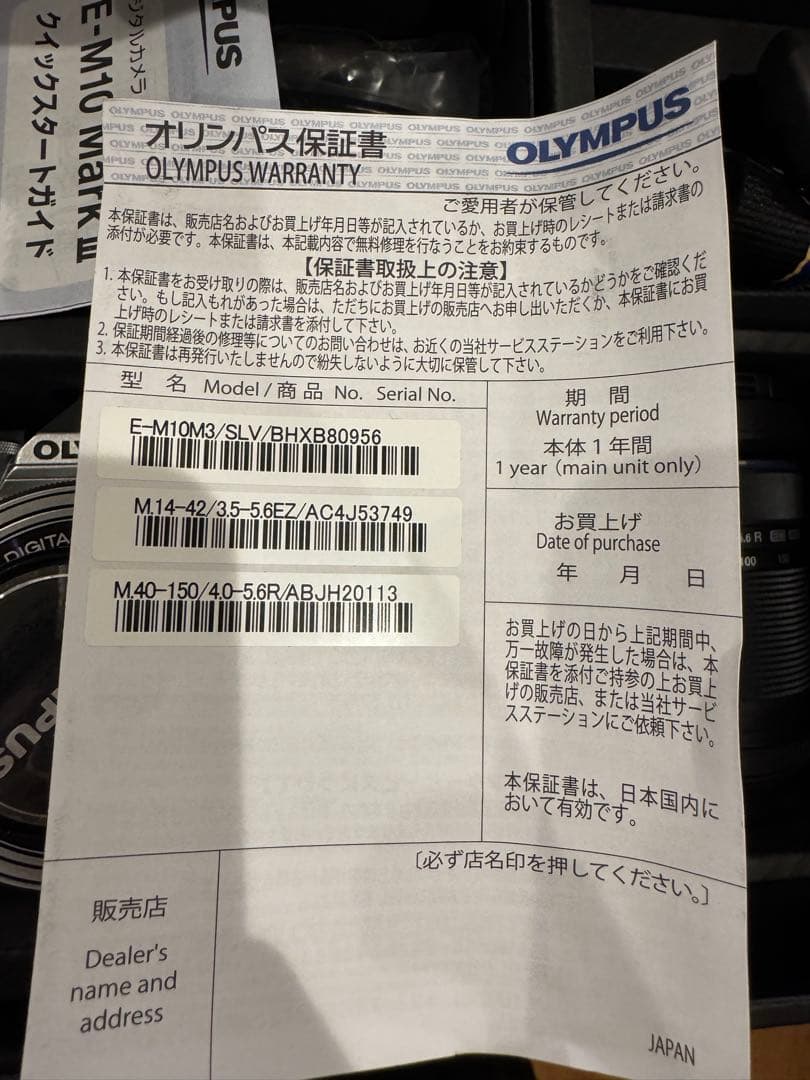 デジタルカメラ
E-M10 Mark III
クイックスタートガイド
PUS
OLYMPUS OLYMPUS OLYMPUS OLYMPUS OLYMPUS OLYMPUS
オリンパス保証書
OLYMPUS WARRANTY
OLYMPUS
ご愛用者が保管してください。
本保証書は、販売店名およびお買上げ年月日等が記入されているか、お買上げ時のレシートまたは請求書の
添付が必要です。本保証書は、本記載内容で無料修理を行なうことをお約束するものです。
【保証書取扱上の注意】
1. 本保証書をお受け取りの際は、販売店名およびお買上げ年月日等が記入されているかどうかをご確認くだ
さい。もし記入もれがあった場合は、ただちにお買上げの販売店へお申し出いただくか、本保証書にお買
上げ時のレシートまたは請求書を添付して下さい。
2. 保証期間経過後の修理等についてのお問い合わせは、お近くの当社サービスステーションをご利用下さい。
3. 本保証書は再発行いたしませんので紛失しないように大切に保管して下さい。
型 名 Model / 商品 No. Serial No.
E-M10M3/SLV/BHXB80956
M.14-42/3.5-5.6EZ/AC4J53749
M.40-150/4.0-5.6R/ABJH20113
期 間
Warranty period
本体1年間
1 year (main unit only)
お買上げ
Date of purchase
年 月 日
お買上げの日から上記期間中、
万一故障が発生した場合は、本
保証書を添付ご持参の上お買上
げの販売店、または当社サービ
スステーションにご依頼下さい。
本保証書は、日本国内に
おいて有効です。
〔必ず店名印を押してください。〕
販売店
Dealer's
name and
address
JAPAN
OLY
DIGITA
MPUS
5.6 R